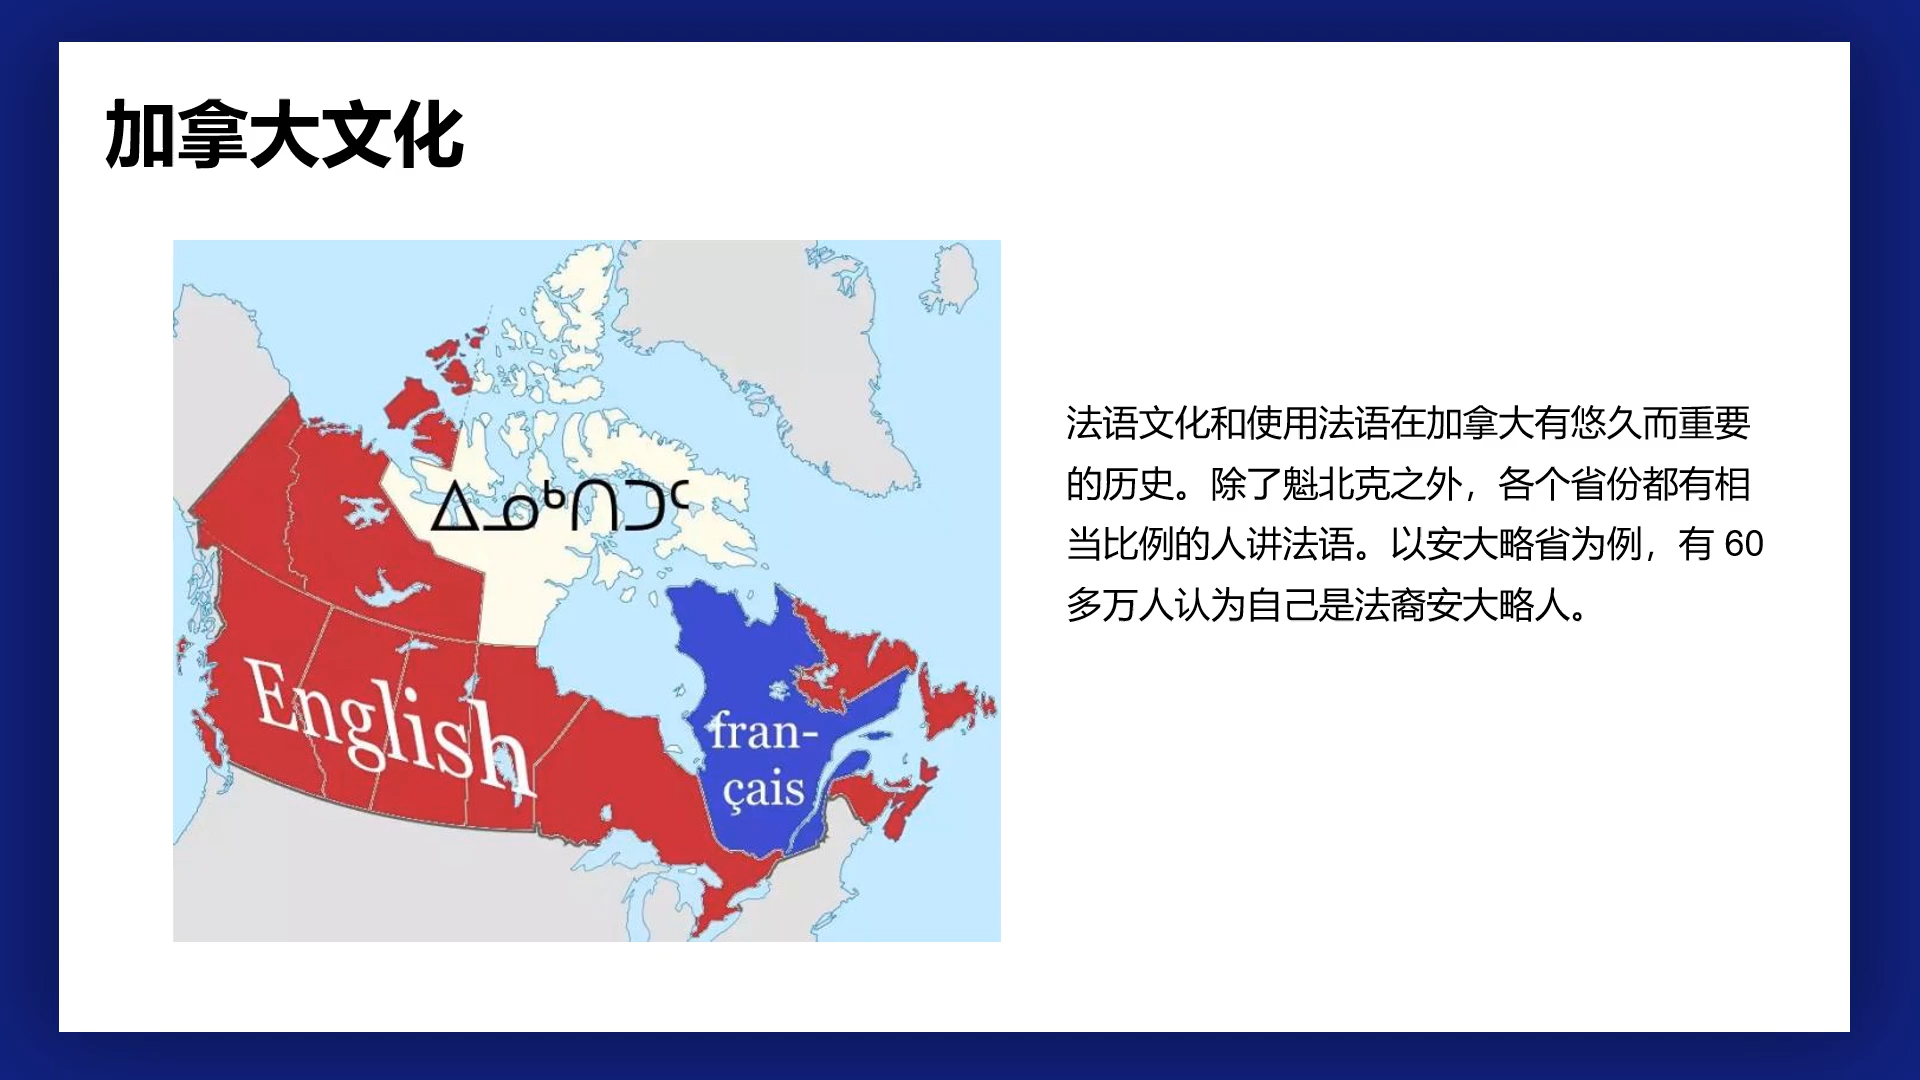 加拿大文化
ᐃᓄᒃᑎᑐᑦ
English
fran-
çais
法语文化和使用法语在加拿大有悠久而重要
的历史。除了魁北克之外，各个省份都有相
当比例的人讲法语。以安大略省为例，有 60
多万人认为自己是法裔安大略人。